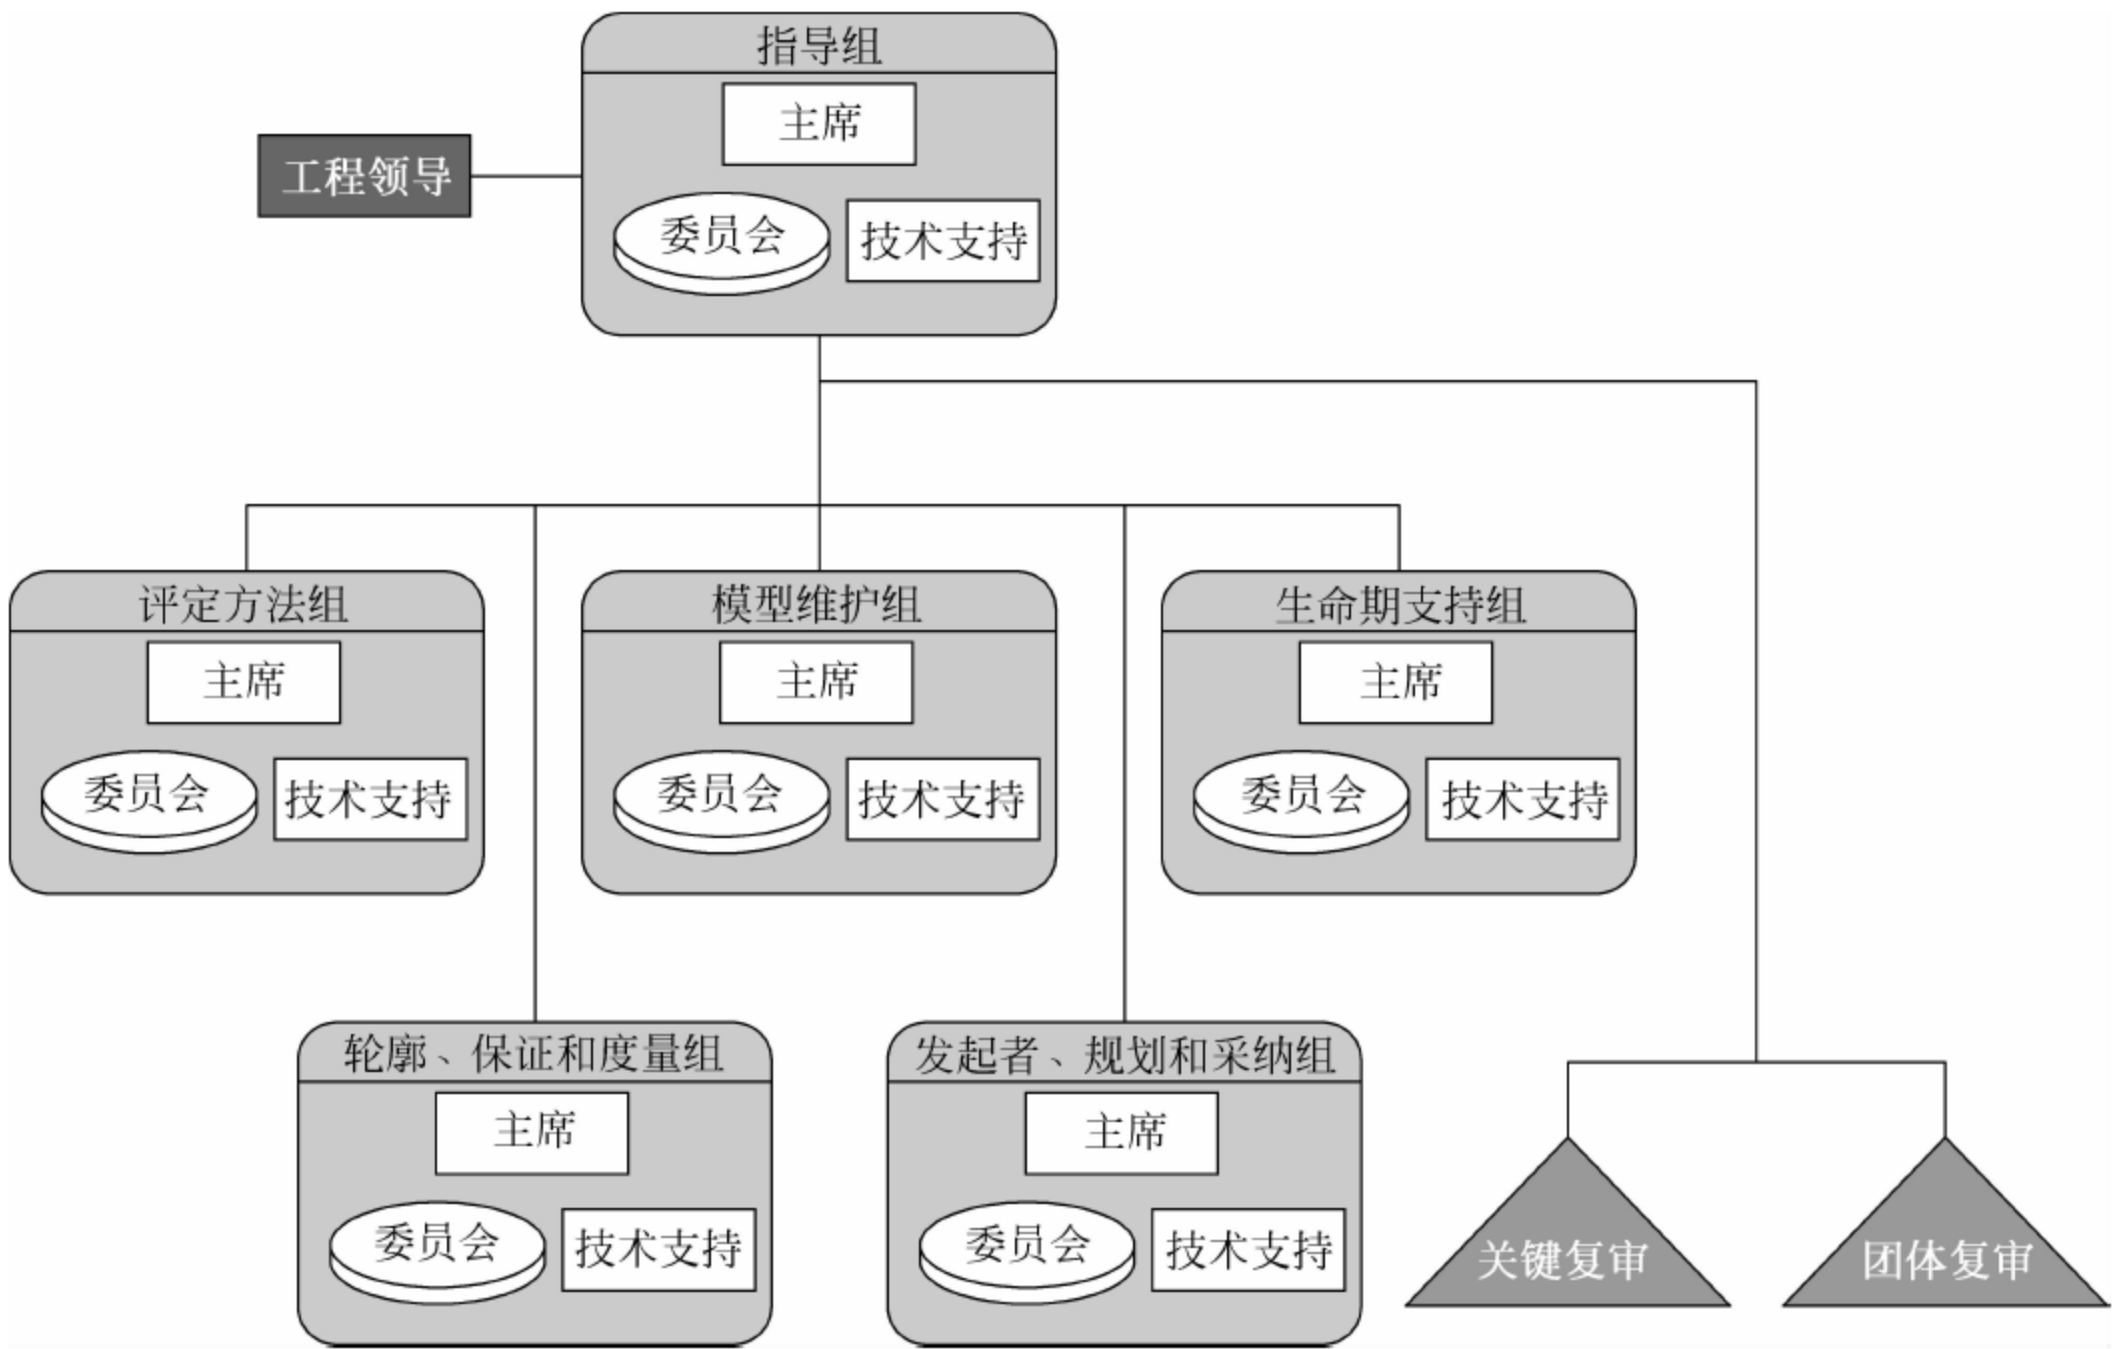 指导组
主席
工程领导
委员会
技术支持
评定方法组
主席
委员会
技术支持
模型维护组
主席
委员会
技术支持
生命期支持组
主席
委员会
技术支持
轮廓、保证和度量组
主席
委员会
技术支持
发起者、规划和采纳组
主席
委员会
技术支持
关键复审
团体复审